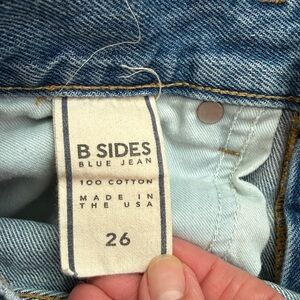 B SIDES
BLUE JEAN
100 COTTON
MADE IN
THE USA
26